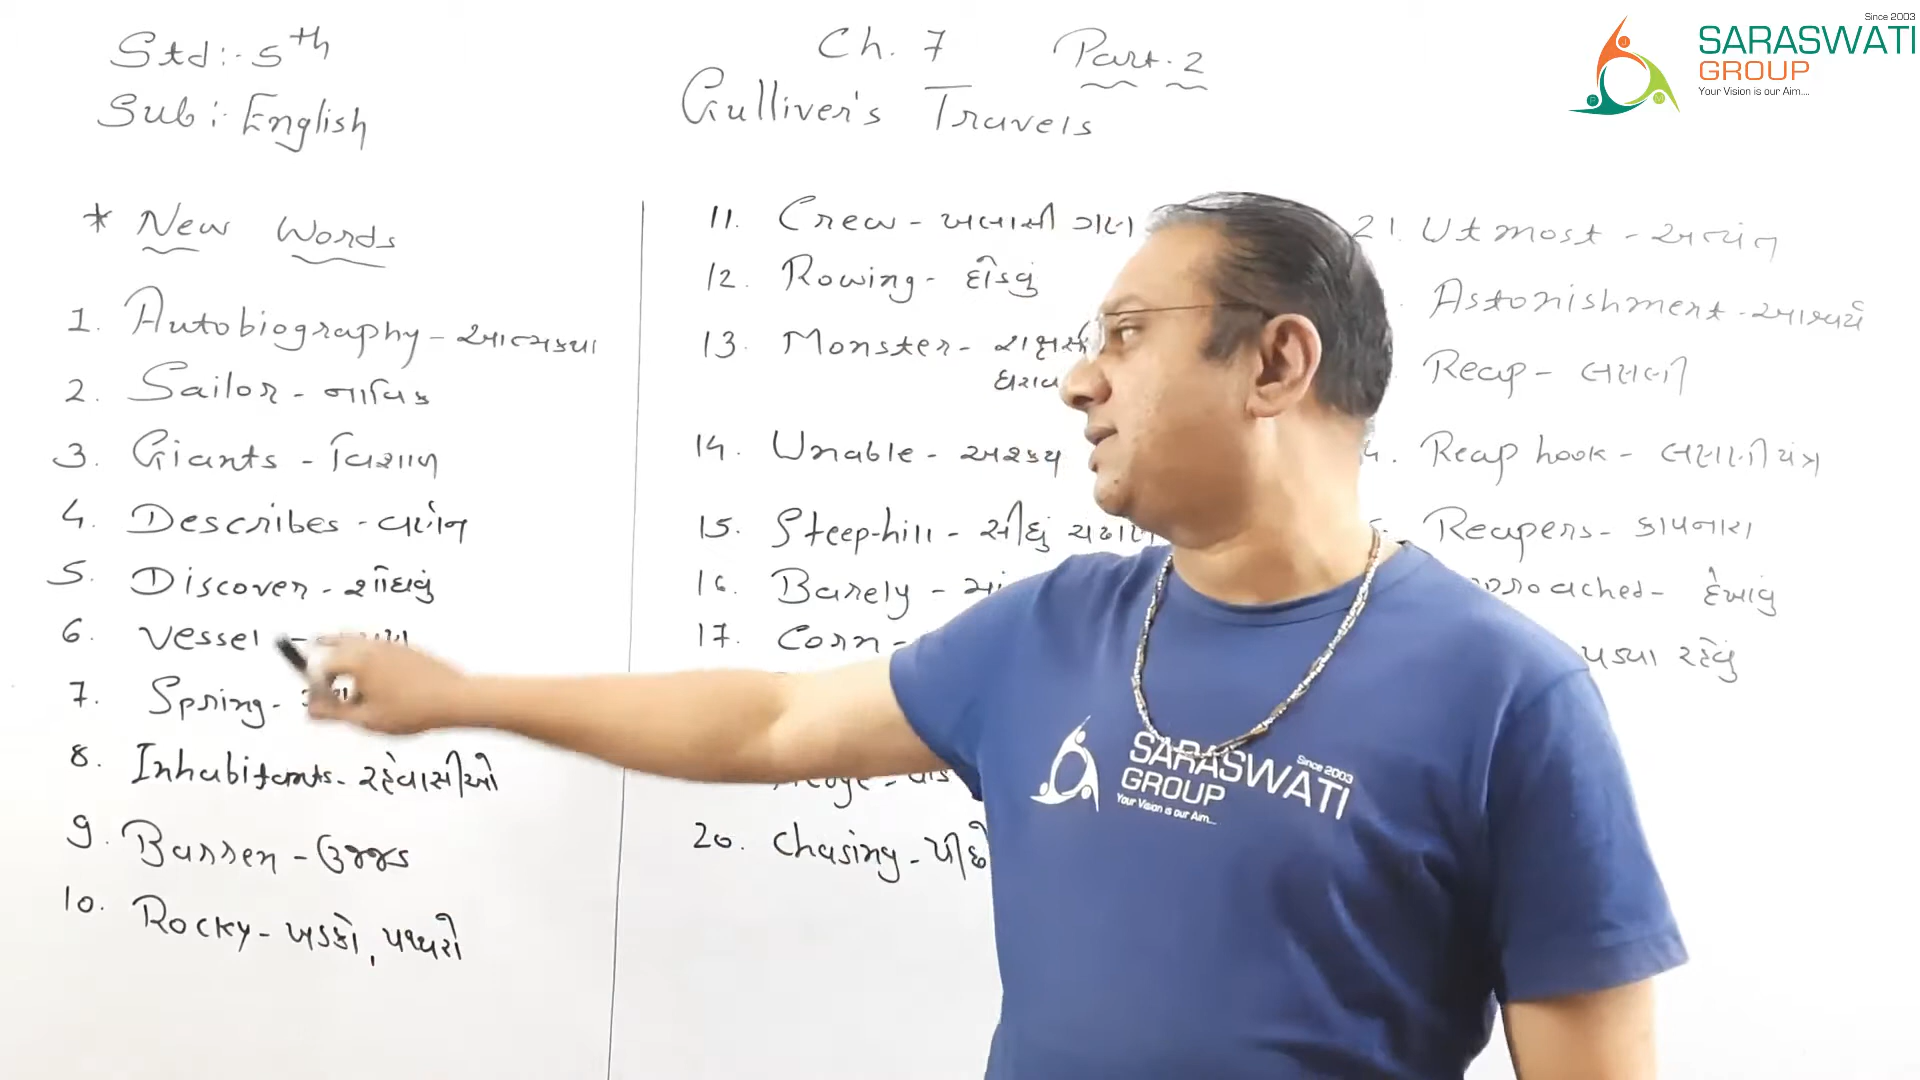 Std:- 5th
Sub:- English
Ch. 7 Part-2
Gulliver's Travels
Since 2003
SARASWATI
GROUP
Your Vision is our Aim....
* New Words
1. Autobiography - આત્મકથા
2. Sailor - નાવિક
3. Giants - વિશાળ
4. Describes - વર્ણન
5. Discover - શોધવું
6. Vessel -
7. Spring -
8. Inhabitants - રહેવાસીઓ
9. Barren - ઉજ્જડ
10. Rocky - ખડકો, પથ્થરો
11. Crew - ખલાસી ગણ
12. Rowing - દોડવું
13. Monster - રાક્ષસ
14. Unable - અશક્ય
15. Steep-hill - સીધું ચઢાણ
16. Barely -
17. Corn -
20. Chasing -
21. Utmost - અત્યંત
Astonishment - આશ્ચર્ય
Reap - લણણી
Reap hook - લણણી યંત્ર
Reapers - કાપનારા
proached - દેખાવું
પડ્યા રહેવું
SARASWATI
GROUP
Since 2003
Your Vision is our Aim...